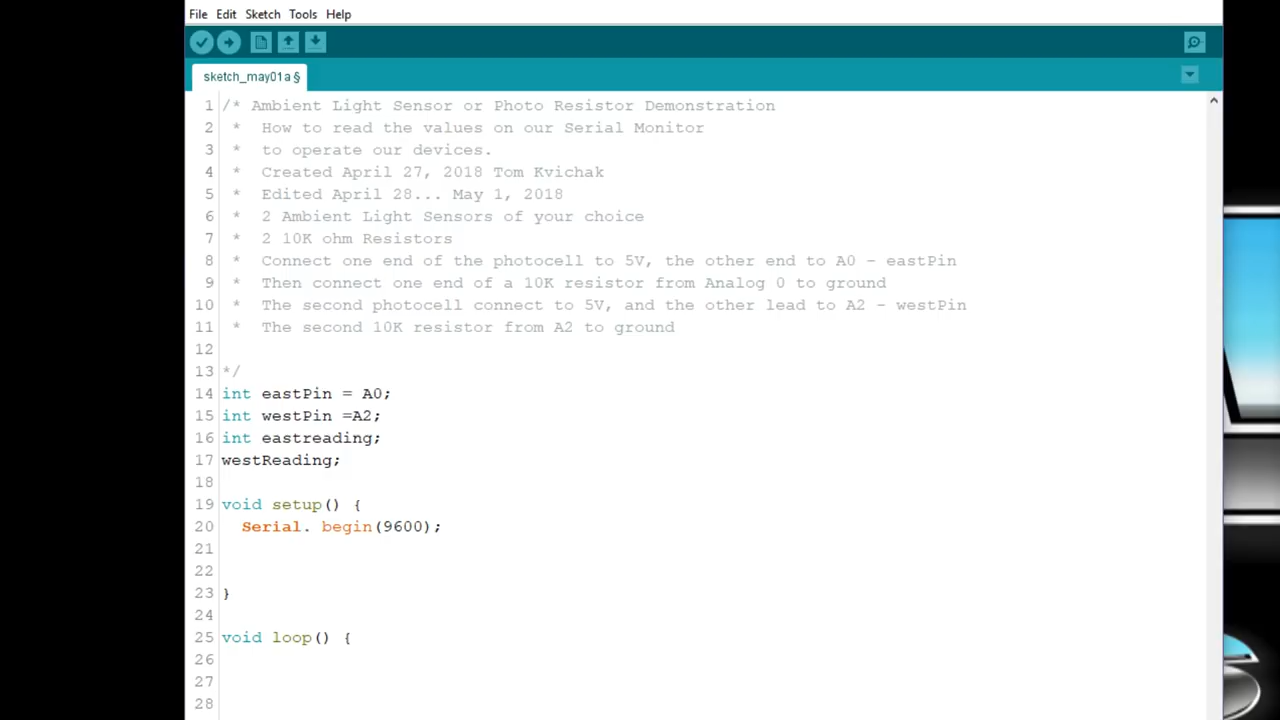 File Edit Sketch Tools Help
sketch_may01a §
1 /* Ambient Light Sensor or Photo Resistor Demonstration
2 * How to read the values on our Serial Monitor
3 * to operate our devices.
4 * Created April 27, 2018 Tom Kvichak
5 * Edited April 28... May 1, 2018
6 * 2 Ambient Light Sensors of your choice
7 * 2 10K ohm Resistors
8 * Connect one end of the photocell to 5V, the other end to A0 - eastPin
9 * Then connect one end of a 10K resistor from Analog 0 to ground
10 * The second photocell connect to 5V, and the other lead to A2 - westPin
11 * The second 10K resistor from A2 to ground
12
13 */
14 int eastPin = A0;
15 int westPin =A2;
16 int eastreading;
17 westReading;
18
19 void setup() {
20 Serial. begin(9600);
21
22
23 }
24
25 void loop() {
26
27
28